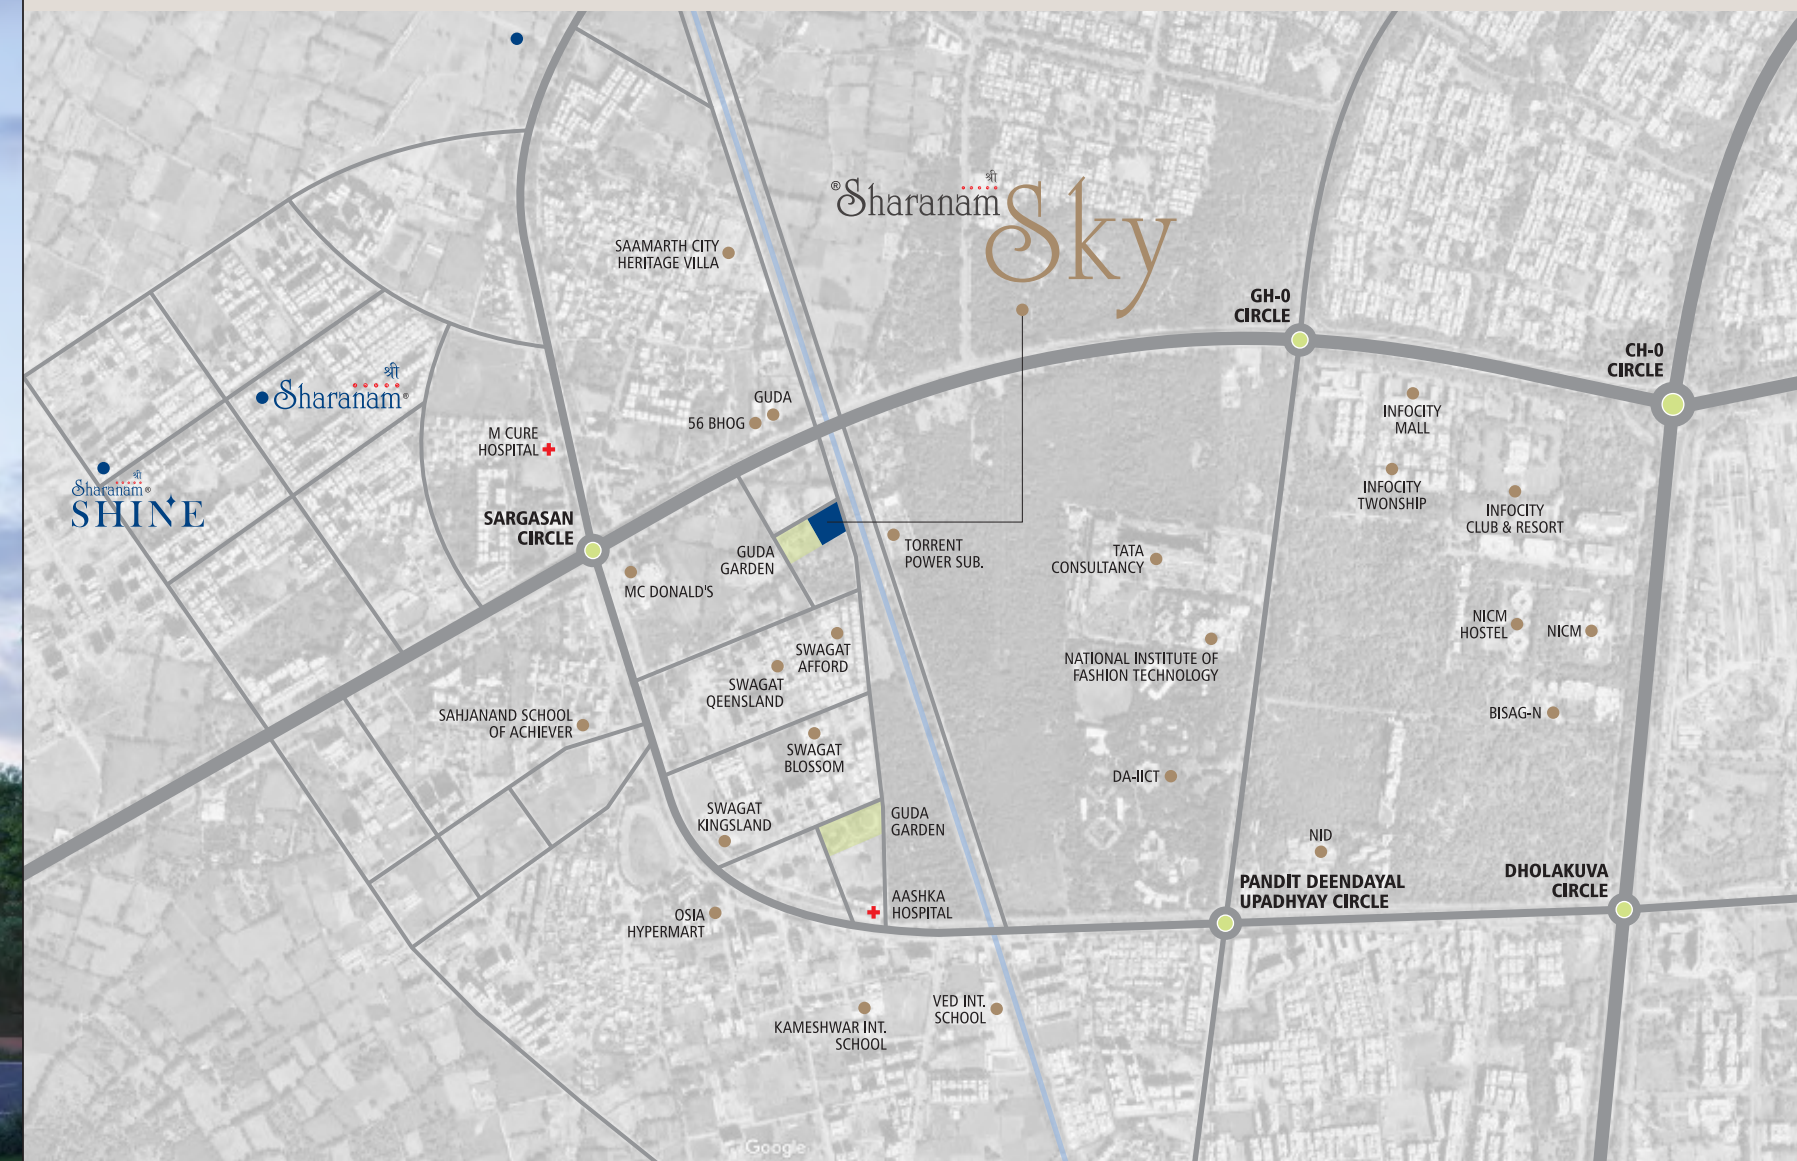 श्री
®Sharanam
Sky
SAAMARTH CITY
HERITAGE VILLA
GH-0
CIRCLE
CH-0
CIRCLE
श्री
Sharanam®
GUDA
56 BHOG
INFOCITY
MALL
M CURE
HOSPITAL
श्री
Sharanam®
SHINE
INFOCITY
TWONSHIP
INFOCITY
CLUB & RESORT
SARGASAN
CIRCLE
GUDA
GARDEN
TORRENT
POWER SUB.
TATA
CONSULTANCY
MC DONALD'S
NICM
HOSTEL
NICM
SWAGAT
AFFORD
NATIONAL INSTITUTE OF
FASHION TECHNOLOGY
SWAGAT
QEENSLAND
SAHJANAND SCHOOL
OF ACHIEVER
BISAG-N
SWAGAT
BLOSSOM
DA-IICT
SWAGAT
KINGSLAND
GUDA
GARDEN
NID
PANDIT DEENDAYAL
UPADHYAY CIRCLE
DHOLAKUVA
CIRCLE
AASHKA
HOSPITAL
OSIA
HYPERMART
VED INT.
SCHOOL
KAMESHWAR INT.
SCHOOL
Google